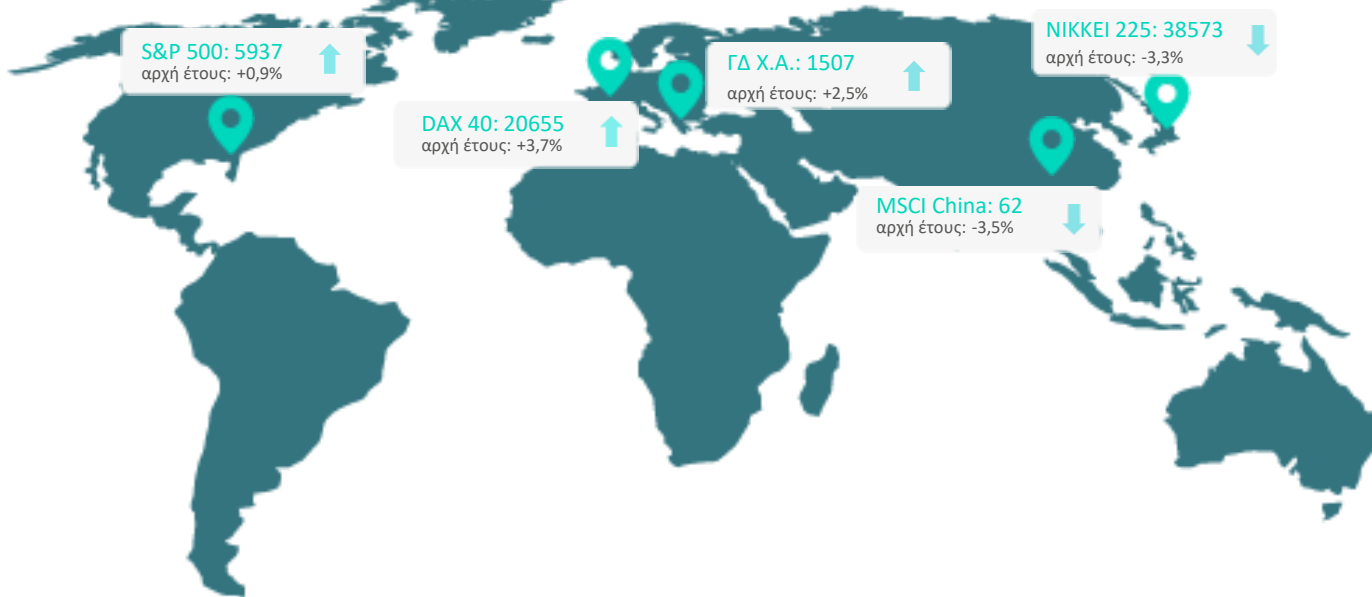 S&P 500: 5937
αρχή έτους: +0,9%
DAX 40: 20655
αρχή έτους: +3,7%
ΓΔ Χ.Α.: 1507
αρχή έτους: +2,5%
NIKKEI 225: 38573
αρχή έτους: -3,3%
MSCI China: 62
αρχή έτους: -3,5%